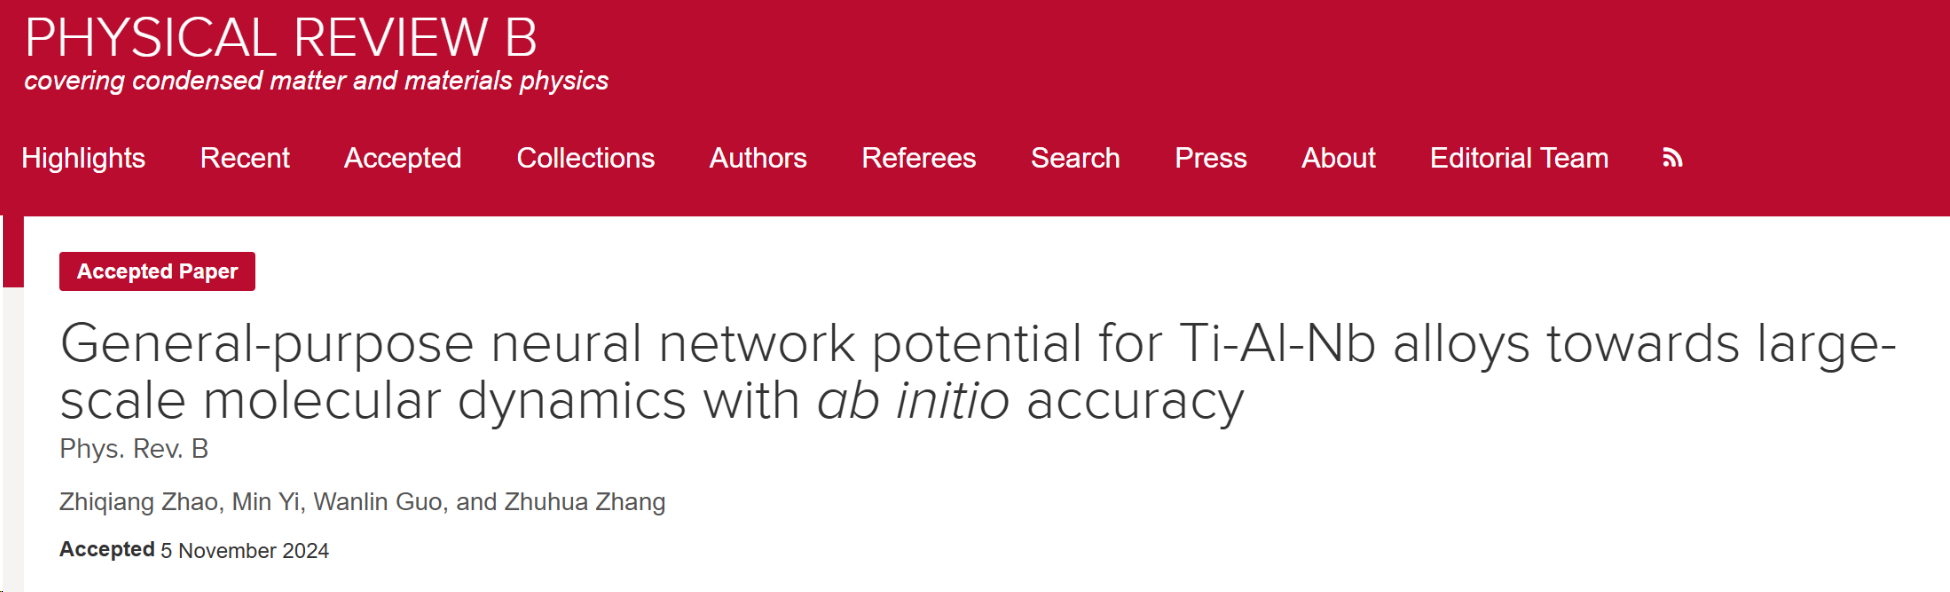 PHYSICAL REVIEW B
covering condensed matter and materials physics
Highlights Recent Accepted Collections Authors Referees Search Press About Editorial Team
Accepted Paper
General-purpose neural network potential for Ti-Al-Nb alloys towards large-
scale molecular dynamics with ab initio accuracy
Phys. Rev. B
Zhiqiang Zhao, Min Yi, Wanlin Guo, and Zhuhua Zhang
Accepted 5 November 2024